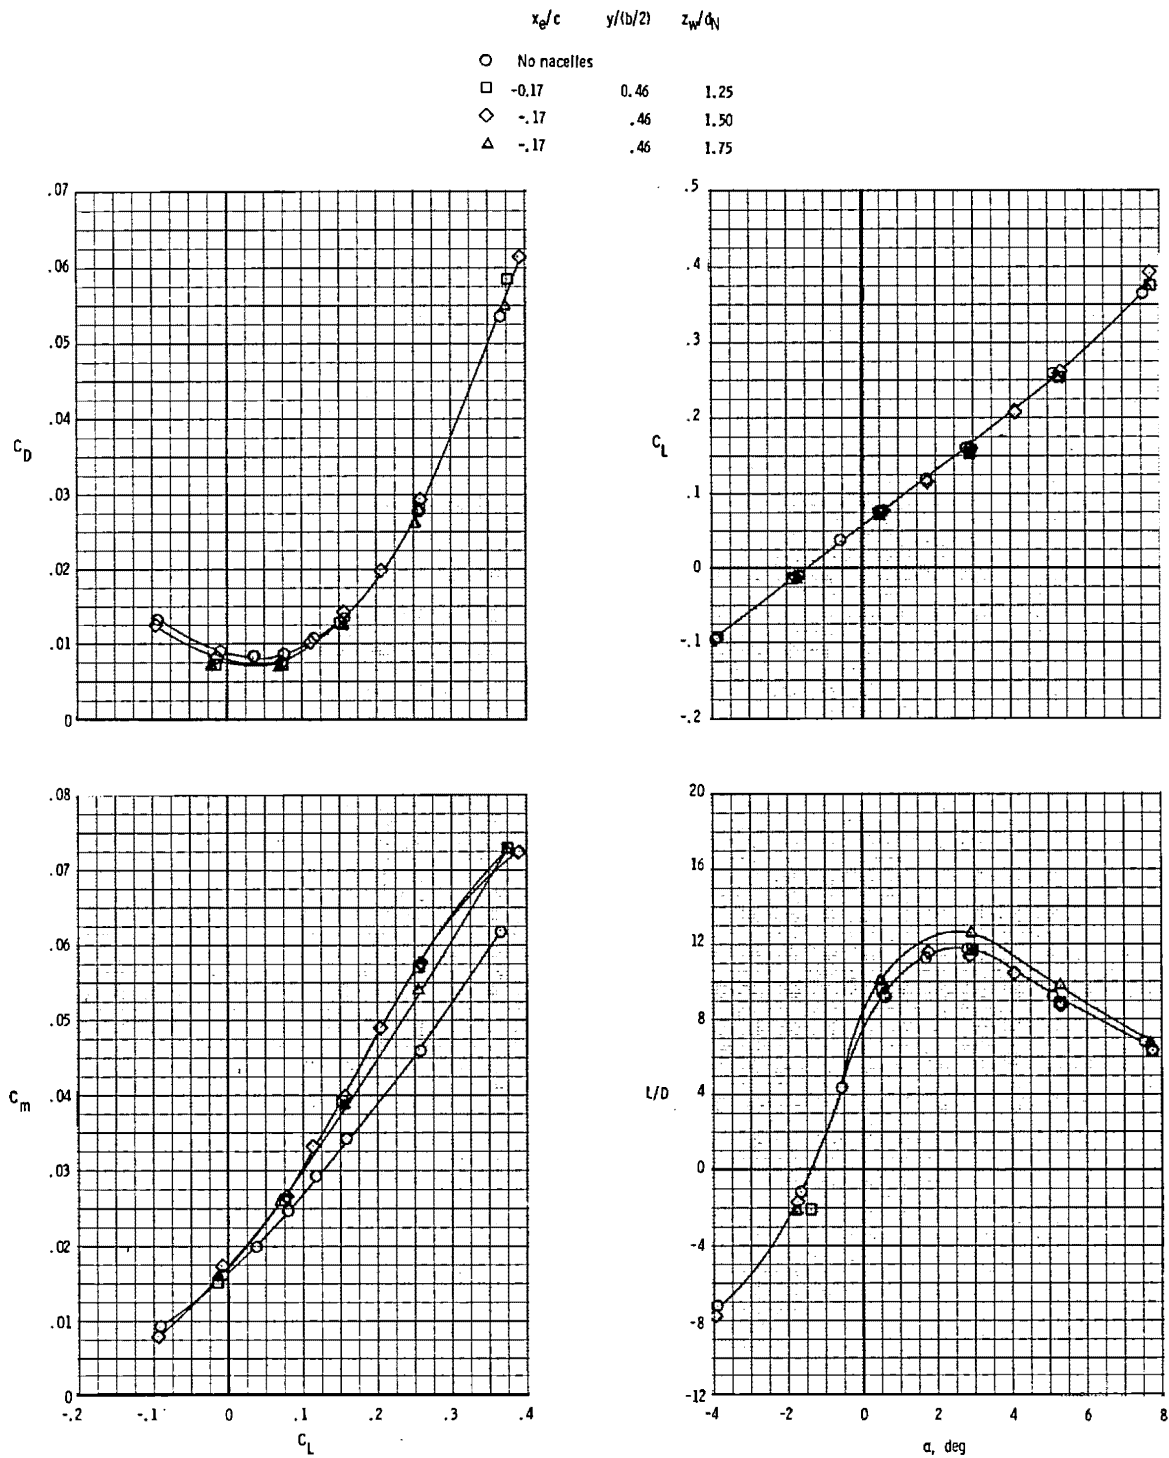 x_e/c y/(b/2) z_w/d_N
No nacelles
-0.17 0.46 1.25
-.17 .46 1.50
-.17 .46 1.75
.07
.06
.05
.04
C_D
.03
.02
.01
0
.5
.4
.3
.2
C_L
.1
0
-.1
-.2
.08
.07
.06
.05
C_m
.04
.03
.02
.01
0
-.2 -.1 0 .1 .2 .3 .4
C_L
20
16
12
8
L/D
4
0
-4
-8
-12
-4 -2 0 2 4 6 8
α, deg